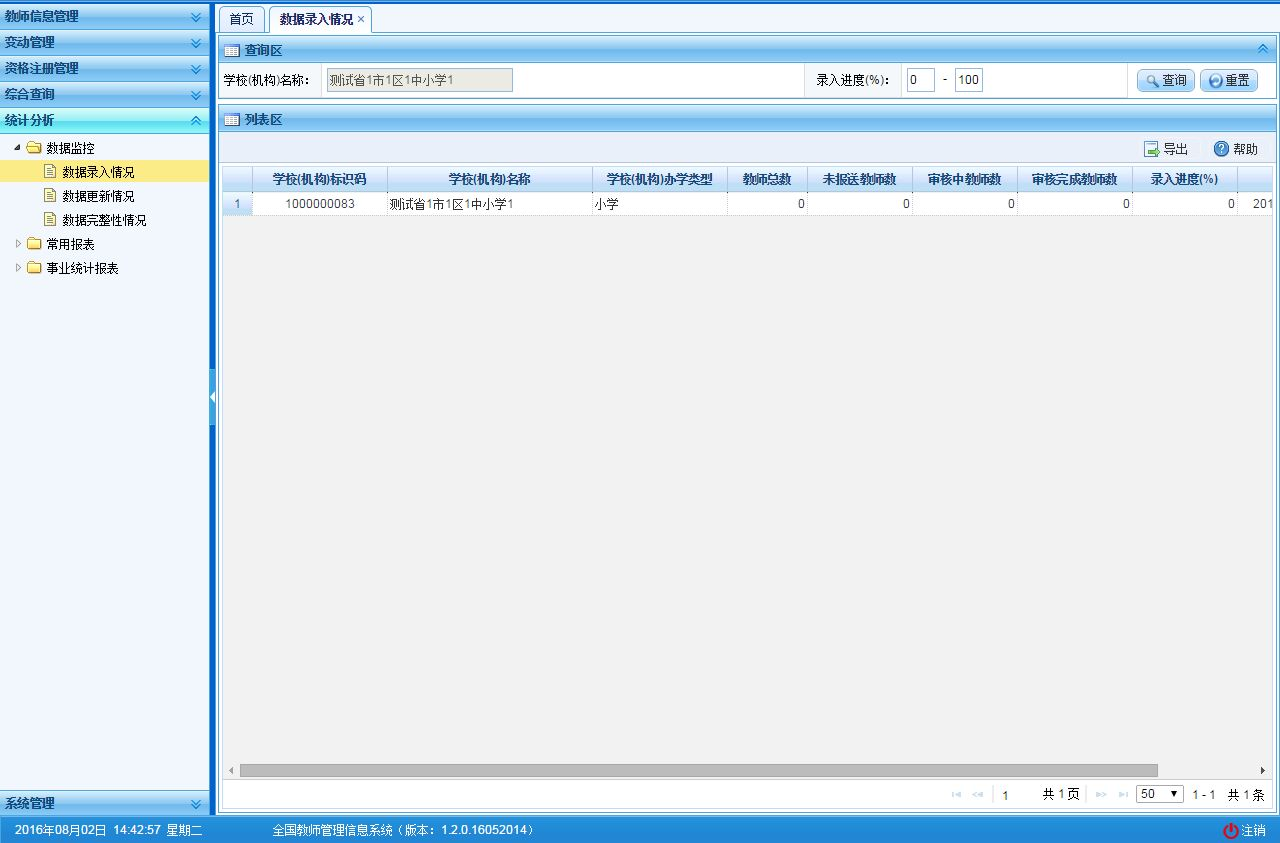 教师信息管理
变动管理
资格注册管理
综合查询
统计分析
数据监控
数据录入情况
数据更新情况
数据完整性情况
常用报表
事业统计报表
系统管理
首页 数据录入情况 ×
查询区
学校(机构)名称: 测试省1市1区1中小学1 录入进度(%): 0 - 100 查询 重置
列表区
导出 帮助
学校(机构)标识码 学校(机构)名称 学校(机构)办学类型 教师总数 未报送教师数 审核中教师数 审核完成教师数 录入进度(%)
1 1000000083 测试省1市1区1中小学1 小学 0 0 0 0 0 201
1 共 1 页 50 1 - 1 共 1 条
2016年08月02日 14:42:57 星期二 全国教师管理信息系统（版本：1.2.0.16052014） 注销